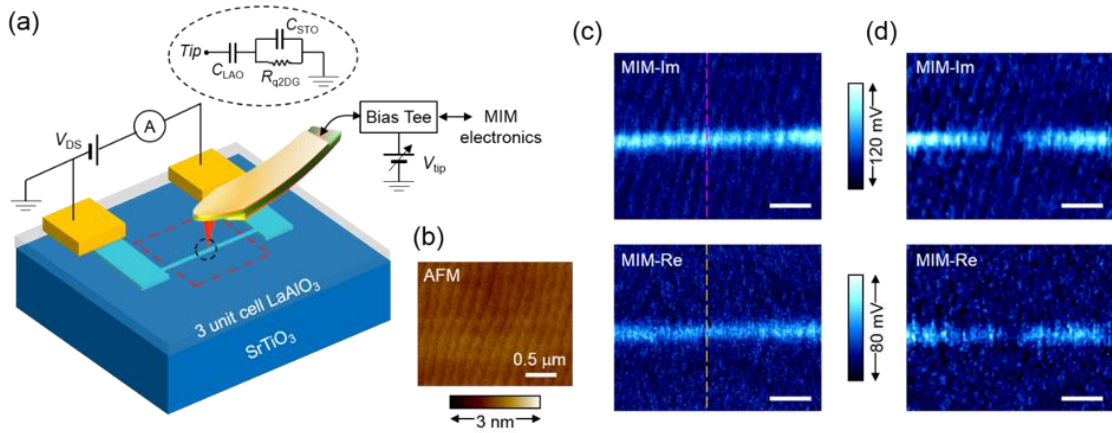 (a)
Tip
C_LAO
C_STO
R_q2DG
V_DS
A
Bias Tee
MIM
electronics
V_tip
3 unit cell LaAlO₃
SrTiO₃
(b)
AFM
0.5 μm
3 nm
(c)
MIM-Im
120 mV
MIM-Re
80 mV
(d)
MIM-Im
MIM-Re